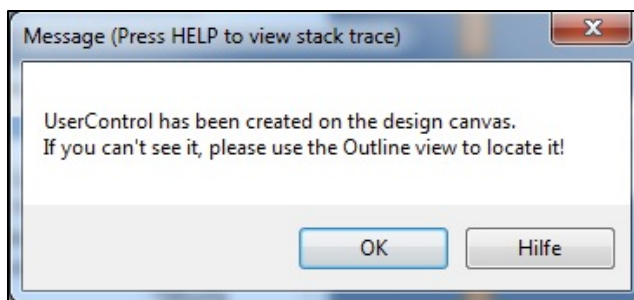 Message (Press HELP to view stack trace)
UserControl has been created on the design canvas.
If you can't see it, please use the Outline view to locate it!
OK
Hilfe